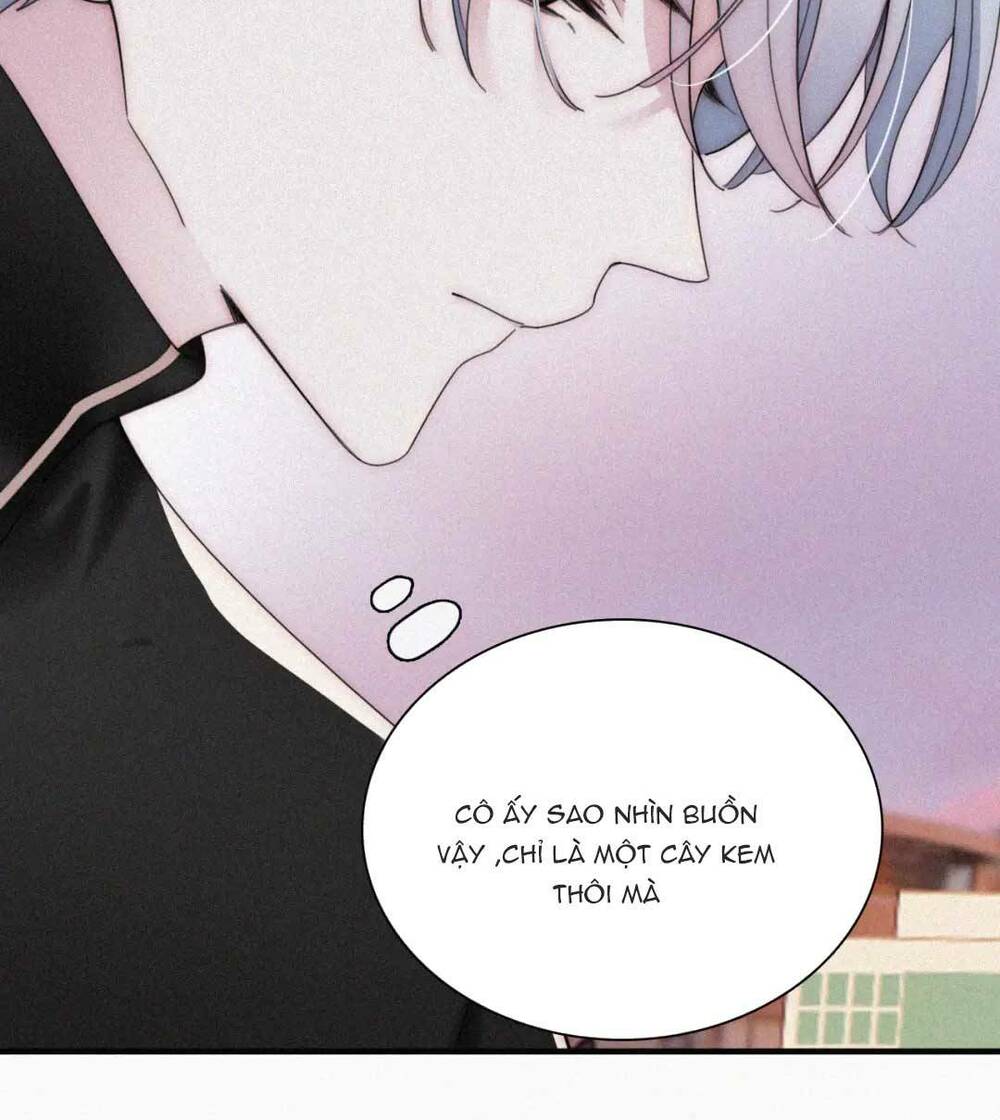 CÔ ẤY SAO NHÌN BUỒN
VẬY ,CHỈ LÀ MỘT CÂY KEM
THÔI MÀ